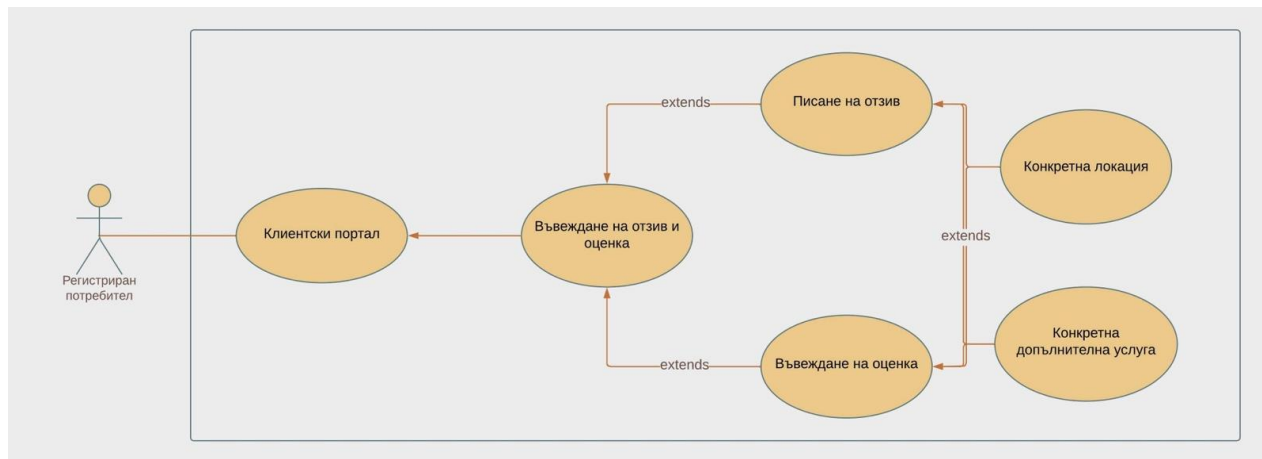 extends
Писане на отзив
Конкретна локация
Клиентски портал
Въвеждане на отзив и
оценка
extends
Регистриран
потребител
Конкретна
допълнителна услуга
extends
Въвеждане на оценка